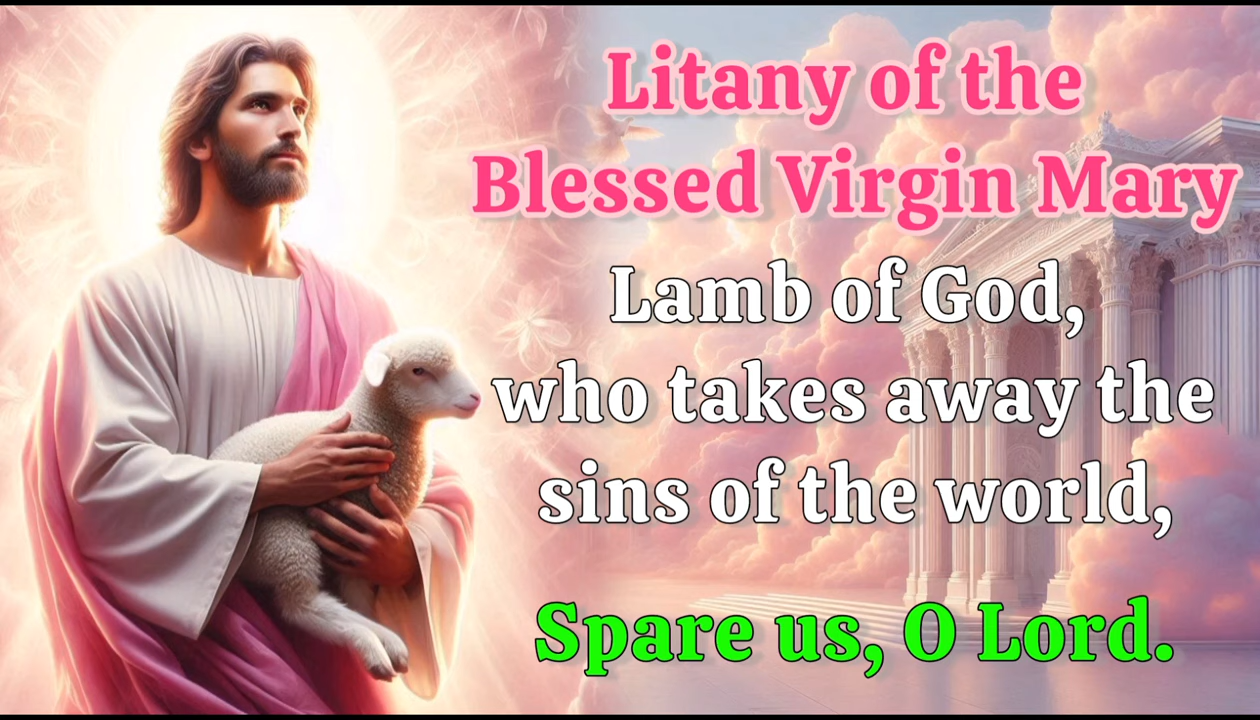 Litany of the
Blessed Virgin Mary
Lamb of God,
who takes away the
sins of the world,
Spare us, O Lord.